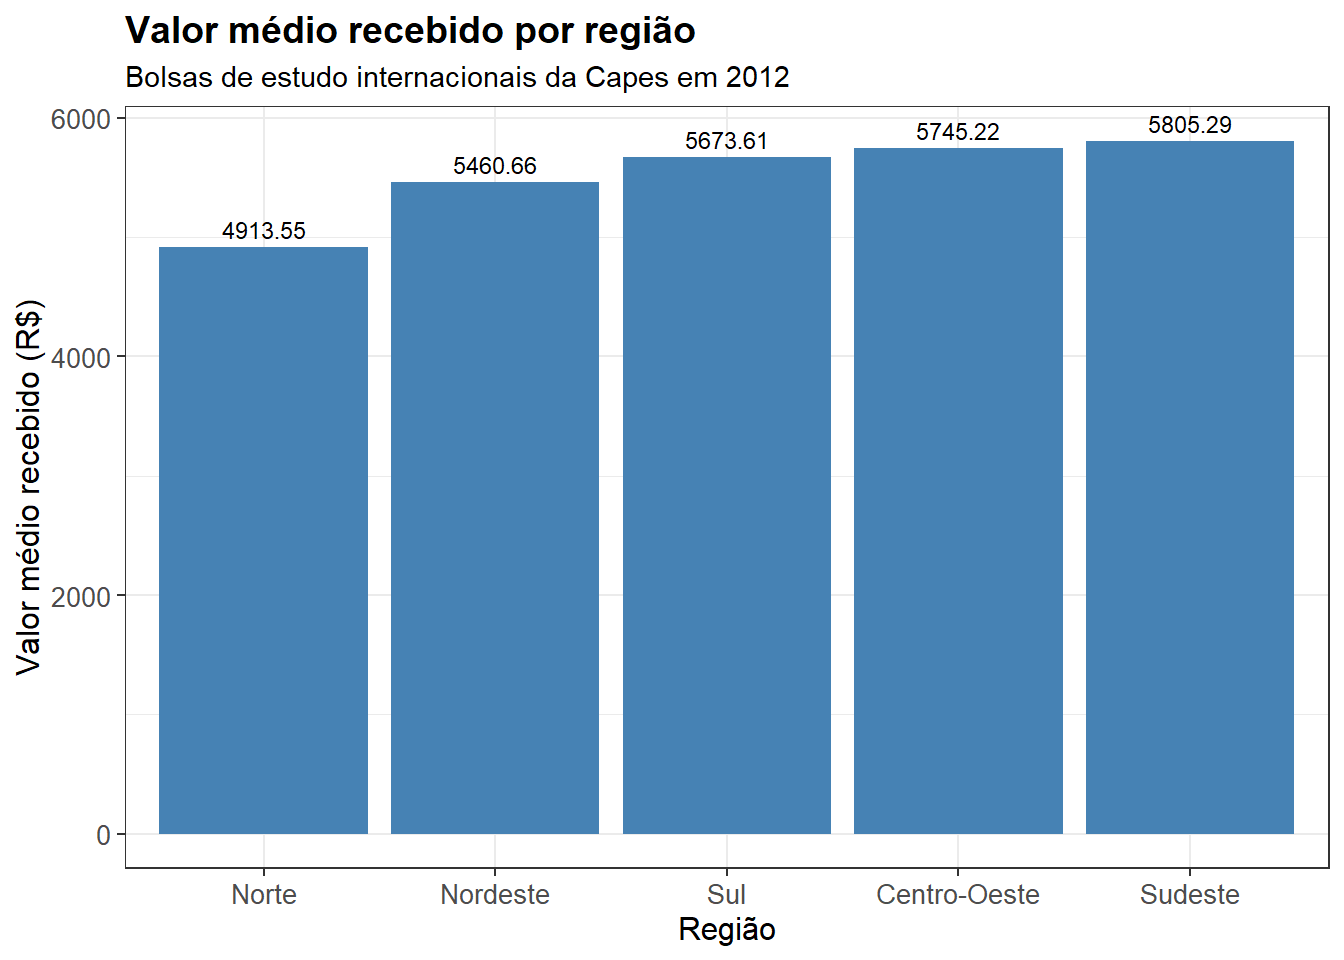 Valor médio recebido por região
Bolsas de estudo internacionais da Capes em 2012
Valor médio recebido (R$)
6000
4000
2000
0
4913.55
5460.66
5673.61
5745.22
5805.29
Norte
Nordeste
Sul
Centro-Oeste
Sudeste
Região